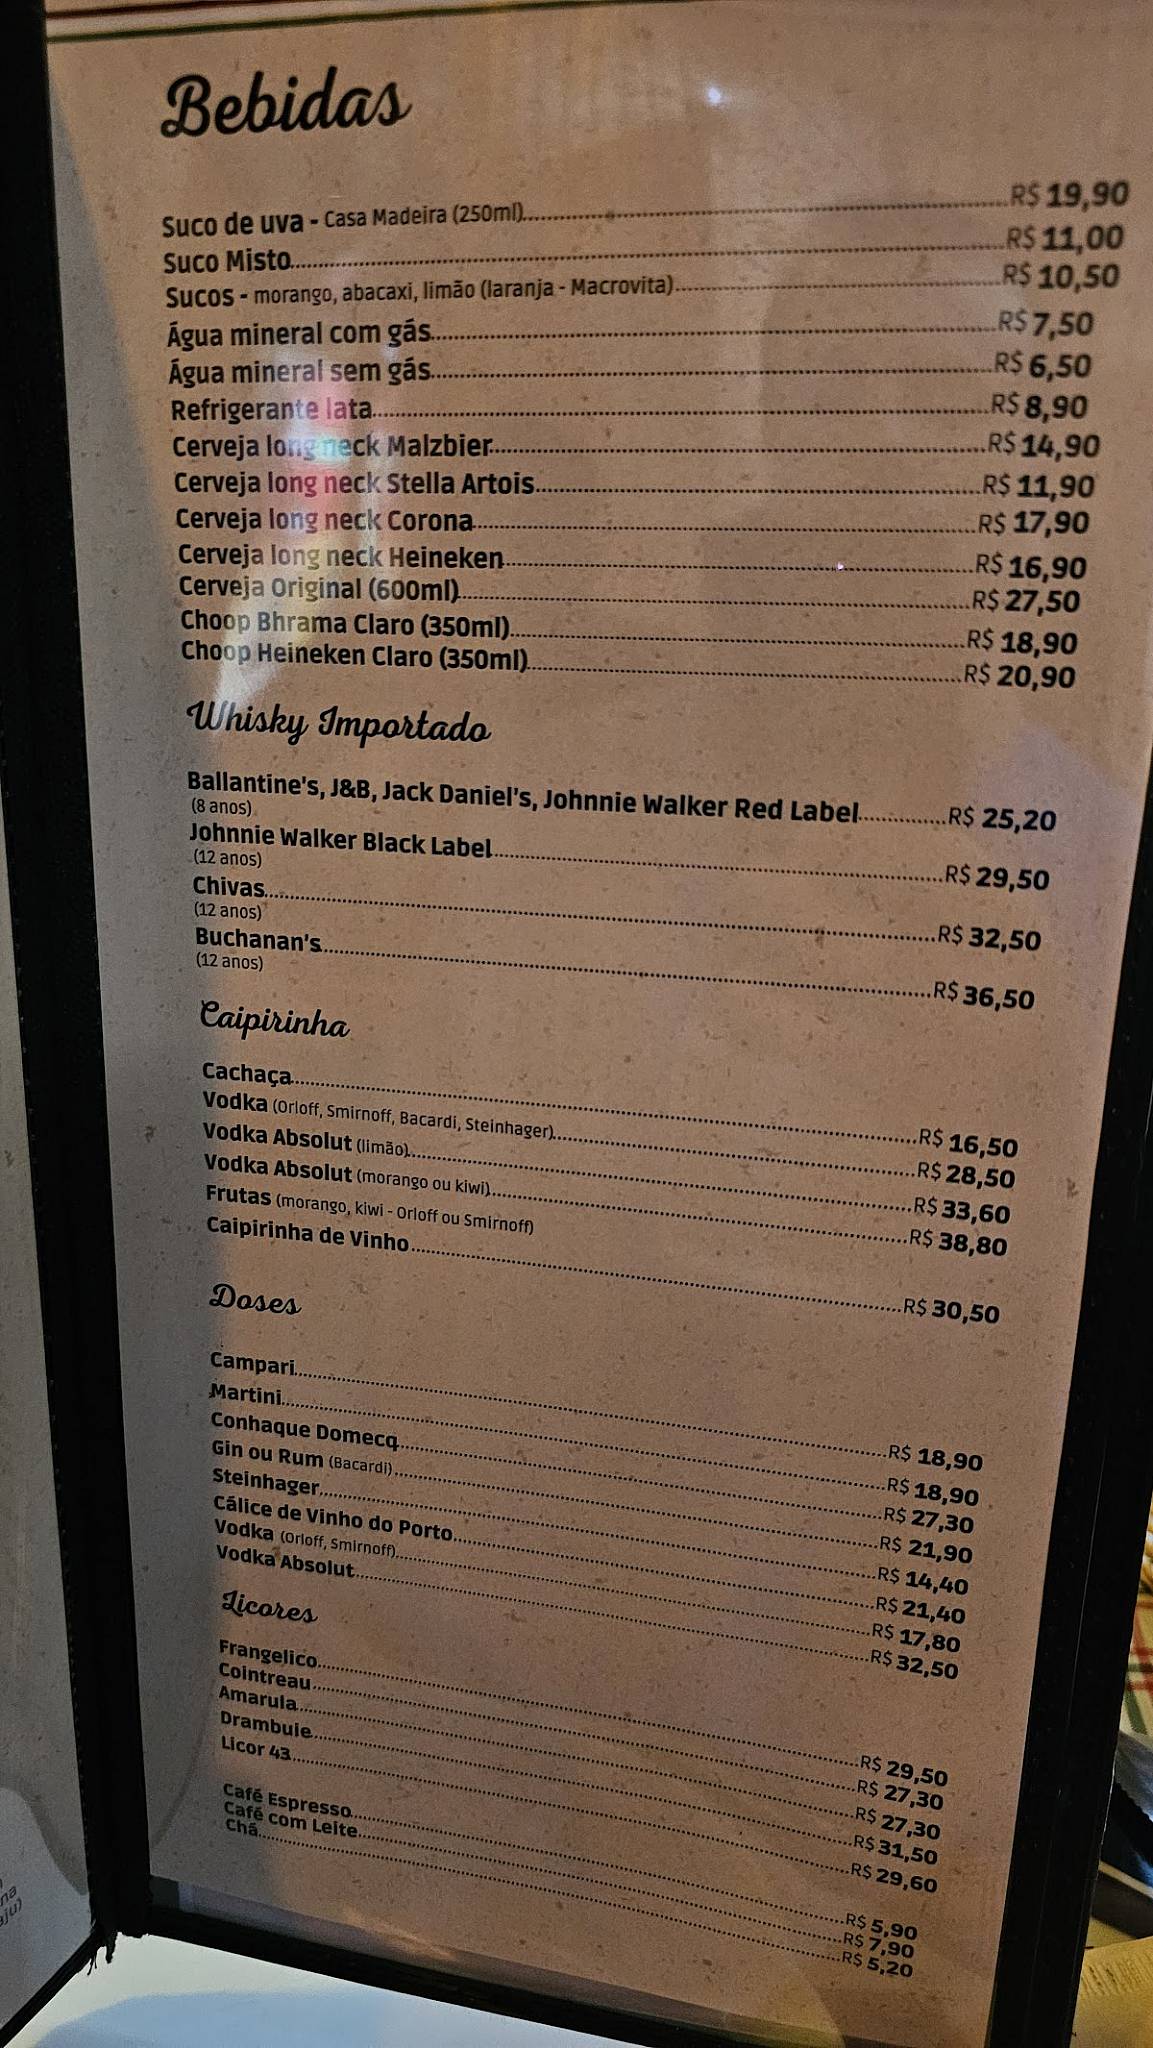 Bebidas
Suco de uva - Casa Madeira (250ml)........R$ 19,90
Suco Misto........R$ 11,00
Sucos - morango, abacaxi, limão (laranja - Macrovita)........R$ 10,50
Água mineral com gás........R$ 7,50
Água mineral sem gás........R$ 6,50
Refrigerante lata........R$ 8,90
Cerveja long neck Malzbier........R$ 14,90
Cerveja long neck Stella Artois........R$ 11,90
Cerveja long neck Corona........R$ 17,90
Cerveja long neck Heineken........R$ 16,90
Cerveja Original (600ml)........R$ 27,50
Choop Bhrama Claro (350ml)........R$ 18,90
Choop Heineken Claro (350ml)........R$ 20,90
Whisky Importado
Ballantine's, J&B, Jack Daniel's, Johnnie Walker Red Label........R$ 25,20
(8 anos)
Johnnie Walker Black Label........R$ 29,50
(12 anos)
Chivas........R$ 32,50
(12 anos)
Buchanan's........R$ 36,50
(12 anos)
Caipirinha
Cachaça........R$ 16,50
Vodka (Orloff, Smirnoff, Bacardi, Steinhager)........R$ 28,50
Vodka Absolut (limão)........R$ 33,60
Vodka Absolut (morango ou kiwi)........R$ 38,80
Frutas (morango, kiwi - Orloff ou Smirnoff)
Caipirinha de Vinho........R$ 30,50
Doses
Campari........R$ 18,90
Martini........R$ 18,90
Conhaque Domecq........R$ 27,30
Gin ou Rum (Bacardi)........R$ 21,90
Steinhager........R$ 14,40
Cálice de Vinho do Porto........R$ 21,40
Vodka (Orloff, Smirnoff)........R$ 17,80
Vodka Absolut........R$ 32,50
Licores
Frangelico........R$ 29,50
Cointreau........R$ 27,30
Amarula........R$ 27,30
Drambuie........R$ 31,50
Licor 43........R$ 29,60
Café Espresso........R$ 5,90
Café com Leite........R$ 7,90
Chá........R$ 5,20